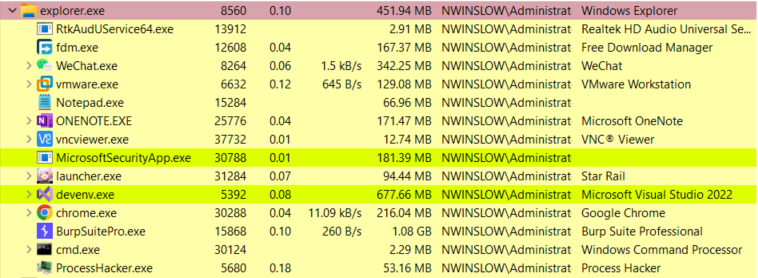 explorer.exe 8560 0.10 451.94 MB NWINSLOW\Administrat Windows Explorer
RtkAudUService64.exe 13912 2.91 MB NWINSLOW\Administrat Realtek HD Audio Universal Se...
fdm.exe 12608 0.04 167.37 MB NWINSLOW\Administrat Free Download Manager
WeChat.exe 8264 0.06 1.5 kB/s 342.25 MB NWINSLOW\Administrat WeChat
vmware.exe 6632 0.12 645 B/s 129.08 MB NWINSLOW\Administrat VMware Workstation
Notepad.exe 15284 66.96 MB NWINSLOW\Administrat
ONENOTE.EXE 25776 0.04 171.47 MB NWINSLOW\Administrat Microsoft OneNote
vncviewer.exe 37732 0.01 12.74 MB NWINSLOW\Administrat VNC® Viewer
MicrosoftSecurityApp.exe 30788 0.01 181.39 MB NWINSLOW\Administrat
launcher.exe 31284 0.07 94.44 MB NWINSLOW\Administrat Star Rail
devenv.exe 5392 0.08 677.66 MB NWINSLOW\Administrat Microsoft Visual Studio 2022
chrome.exe 30288 0.04 11.09 kB/s 216.04 MB NWINSLOW\Administrat Google Chrome
BurpSuitePro.exe 15868 0.10 260 B/s 1.08 GB NWINSLOW\Administrat Burp Suite Professional
cmd.exe 30124 2.29 MB NWINSLOW\Administrat Windows Command Processor
ProcessHacker.exe 5680 0.18 53.16 MB NWINSLOW\Administrat Process Hacker